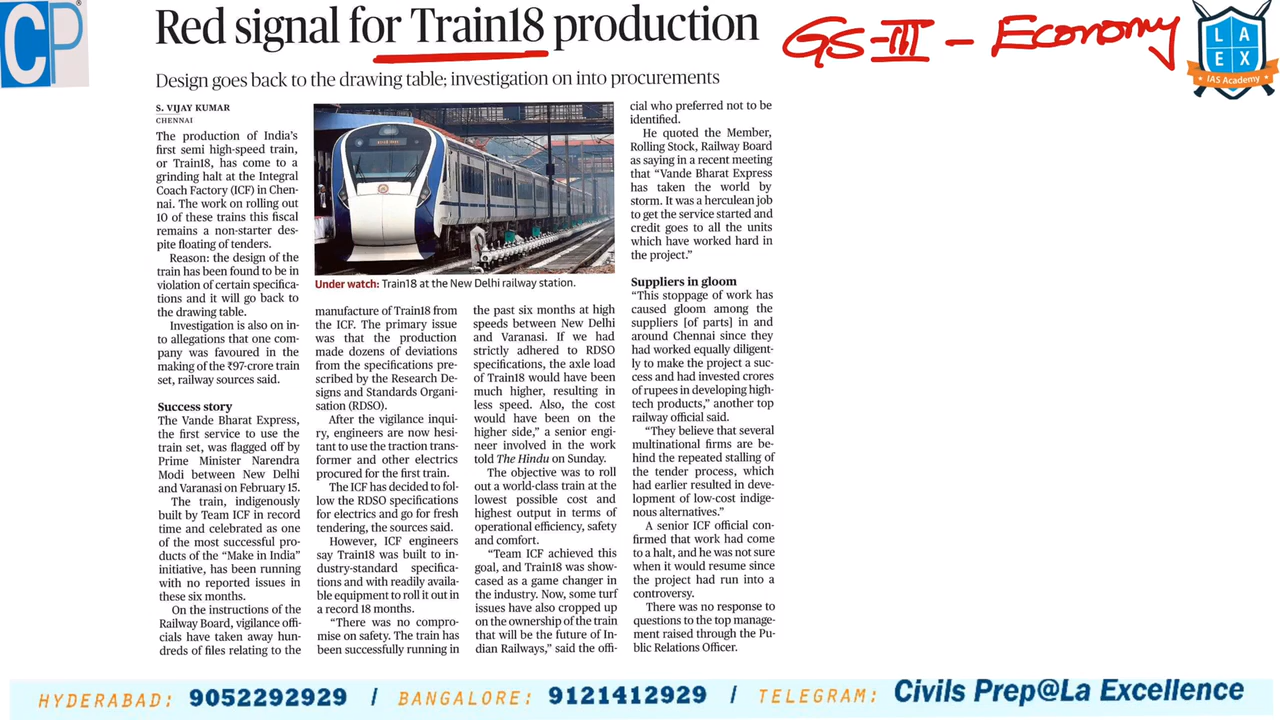 CP
Red signal for Train18 production
GS-III - Economy
LAEX
IAS Academy
Design goes back to the drawing table; investigation on into procurements
S. VIJAY KUMAR
CHENNAI
The production of India's
first semi high-speed train,
or Train18, has come to a
grinding halt at the Integral
Coach Factory (ICF) in Chen-
nai. The work on rolling out
10 of these trains this fiscal
remains a non-starter des-
pite floating of tenders.
Reason: the design of the
train has been found to be in
violation of certain specifica-
tions and it will go back to
the drawing table.
Investigation is also on in-
to allegations that one com-
pany was favoured in the
making of the ₹97-crore train
set, railway sources said.
Success story
The Vande Bharat Express,
the first service to use the
train set, was flagged off by
Prime Minister Narendra
Modi between New Delhi
and Varanasi on February 15.
The train, indigenously
built by Team ICF in record
time and celebrated as one
of the most successful pro-
ducts of the "Make in India"
initiative, has been running
with no reported issues in
these six months.
On the instructions of the
Railway Board, vigilance offi-
cials have taken away hun-
dreds of files relating to the
Under watch: Train18 at the New Delhi railway station.
manufacture of Train18 from
the ICF. The primary issue
was that the production
made dozens of deviations
from the specifications pre-
scribed by the Research De-
signs and Standards Organi-
sation (RDSO).
After the vigilance inqui-
ry, engineers are now hesi-
tant to use the traction trans-
former and other electrics
procured for the first train.
The ICF has decided to fol-
low the RDSO specifications
for electrics and go for fresh
tendering, the sources said.
However, ICF engineers
say Train18 was built to in-
dustry-standard specifica-
tions and with readily availa-
ble equipment to roll it out in
a record 18 months.
"There was no compro-
mise on safety. The train has
been successfully running in
the past six months at high
speeds between New Delhi
and Varanasi. If we had
strictly adhered to RDSO
specifications, the axle load
of Train18 would have been
much higher, resulting in
less speed. Also, the cost
would have been on the
higher side," a senior engi-
neer involved in the work
told The Hindu on Sunday.
The objective was to roll
out a world-class train at the
lowest possible cost and
highest output in terms of
operational efficiency, safety
and comfort.
"Team ICF achieved this
goal, and Train18 was show-
cased as a game changer in
the industry. Now, some turf
issues have also cropped up
on the ownership of the train
that will be the future of In-
dian Railways," said the offi-
cial who preferred not to be
identified.
He quoted the Member,
Rolling Stock, Railway Board
as saying in a recent meeting
that "Vande Bharat Express
has taken the world by
storm. It was a herculean job
to get the service started and
credit goes to all the units
which have worked hard in
the project."
Suppliers in gloom
"This stoppage of work has
caused gloom among the
suppliers [of parts] in and
around Chennai since they
had worked equally diligent-
ly to make the project a suc-
cess and had invested crores
of rupees in developing high-
tech products," another top
railway official said.
"They believe that several
multinational firms are be-
hind the repeated stalling of
the tender process, which
had earlier resulted in deve-
lopment of low-cost indige-
nous alternatives."
A senior ICF official con-
firmed that work had come
to a halt, and he was not sure
when it would resume since
the project had run into a
controversy.
There was no response to
questions to the top manage-
ment raised through the Pu-
blic Relations Officer.
HYDERABAD: 9052292929 / BANGALORE: 9121412929 / TELEGRAM: Civils Prep@La Excellence